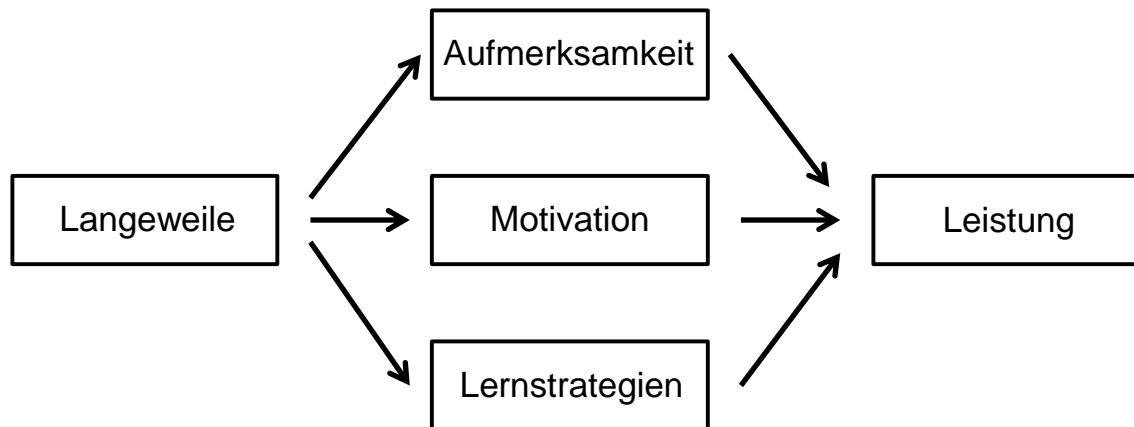 Aufmerksamkeit
Langeweile
Motivation
Leistung
Lernstrategien